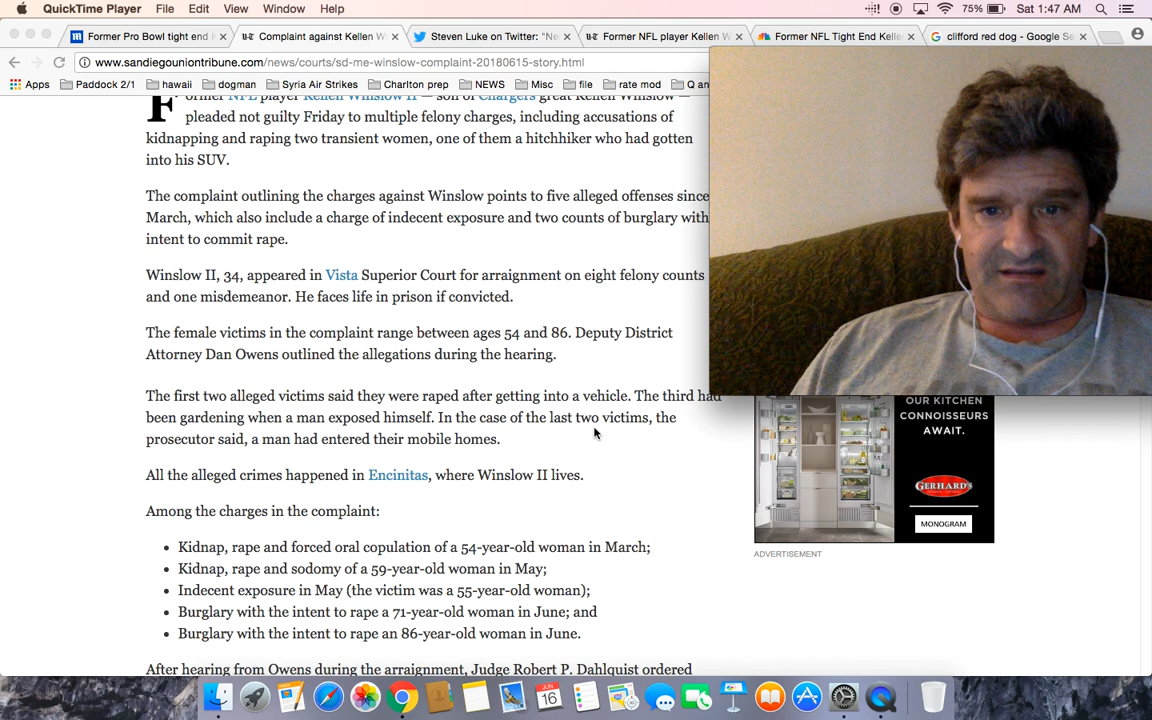 QuickTime Player File Edit View Window Help 75% Sat 1:47 AM
Former Pro Bowl tight end Complaint against Kellen Wi Steven Luke on Twitter: "Ne Former NFL player Kellen W Former NFL Tight End Kelle clifford red dog - Google Se
www.sandiegouniontribune.com/news/courts/sd-me-winslow-complaint-20180615-story.html
Apps Paddock 2/1 hawaii dogman Syria Air Strikes Charlton prep NEWS Misc file rate mod Q an
Former NFL player Kellen Winslow II — son of Chargers great Kellen Winslow —
pleaded not guilty Friday to multiple felony charges, including accusations of
kidnapping and raping two transient women, one of them a hitchhiker who had gotten
into his SUV.
The complaint outlining the charges against Winslow points to five alleged offenses since
March, which also include a charge of indecent exposure and two counts of burglary with
intent to commit rape.
Winslow II, 34, appeared in Vista Superior Court for arraignment on eight felony counts
and one misdemeanor. He faces life in prison if convicted.
The female victims in the complaint range between ages 54 and 86. Deputy District
Attorney Dan Owens outlined the allegations during the hearing.
The first two alleged victims said they were raped after getting into a vehicle. The third had
been gardening when a man exposed himself. In the case of the last two victims, the
prosecutor said, a man had entered their mobile homes.
All the alleged crimes happened in Encinitas, where Winslow II lives.
Among the charges in the complaint:
• Kidnap, rape and forced oral copulation of a 54-year-old woman in March;
• Kidnap, rape and sodomy of a 59-year-old woman in May;
• Indecent exposure in May (the victim was a 55-year-old woman);
• Burglary with the intent to rape a 71-year-old woman in June; and
• Burglary with the intent to rape an 86-year-old woman in June.
After hearing from Owens during the arraignment, Judge Robert P. Dahlquist ordered
OUR KITCHEN
CONNOISSEURS
AWAIT.
GERHARD'S
MONOGRAM
ADVERTISEMENT
JUN
16